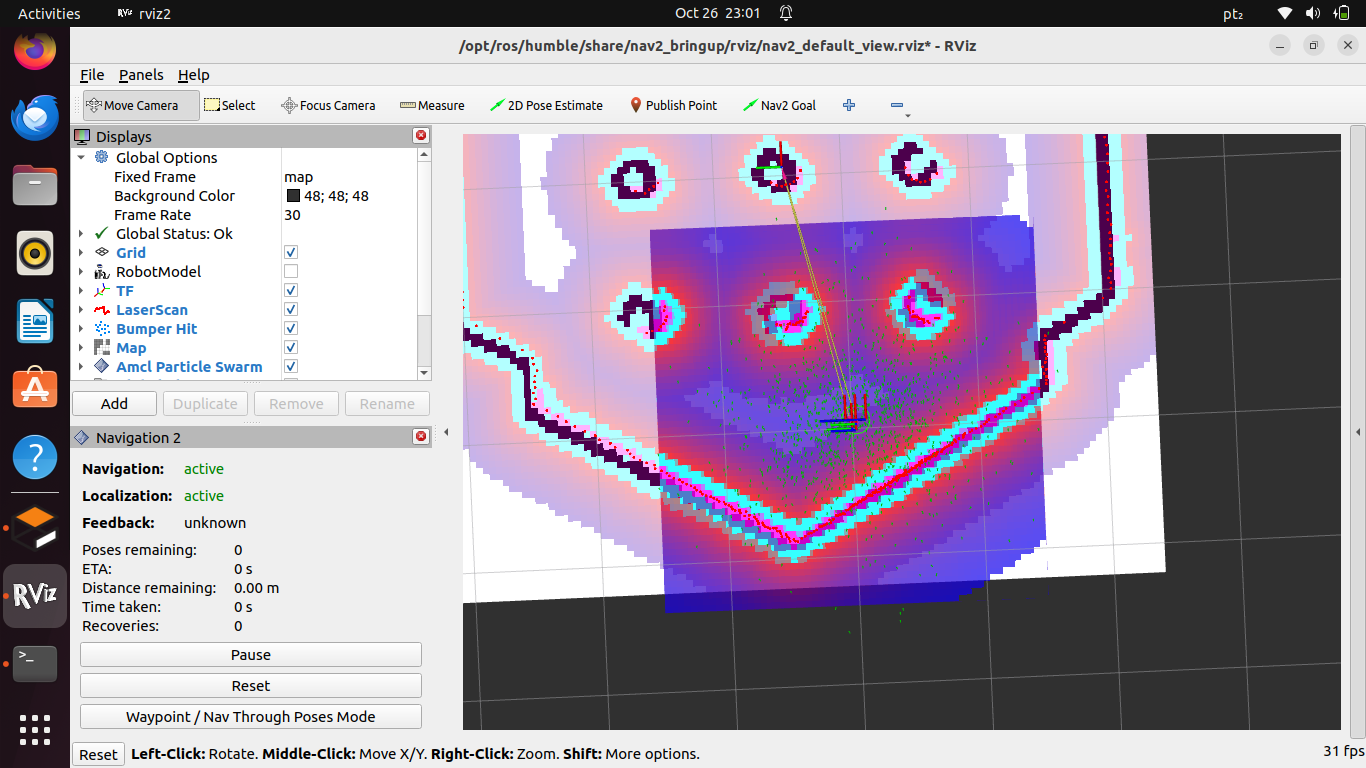 Activities rviz2 Oct 26 23:01 pt₂
/opt/ros/humble/share/nav2_bringup/rviz/nav2_default_view.rviz* - RViz
File Panels Help
Move Camera Select Focus Camera Measure 2D Pose Estimate Publish Point Nav2 Goal
Displays
Global Options
Fixed Frame map
Background Color 48; 48; 48
Frame Rate 30
Global Status: Ok
Grid
RobotModel
TF
LaserScan
Bumper Hit
Map
Amcl Particle Swarm
Add Duplicate Remove Rename
Navigation 2
Navigation: active
Localization: active
Feedback: unknown
Poses remaining: 0
ETA: 0 s
Distance remaining: 0.00 m
Time taken: 0 s
Recoveries: 0
Pause
Reset
Waypoint / Nav Through Poses Mode
RViz
Reset Left-Click: Rotate. Middle-Click: Move X/Y. Right-Click: Zoom. Shift: More options. 31 fps